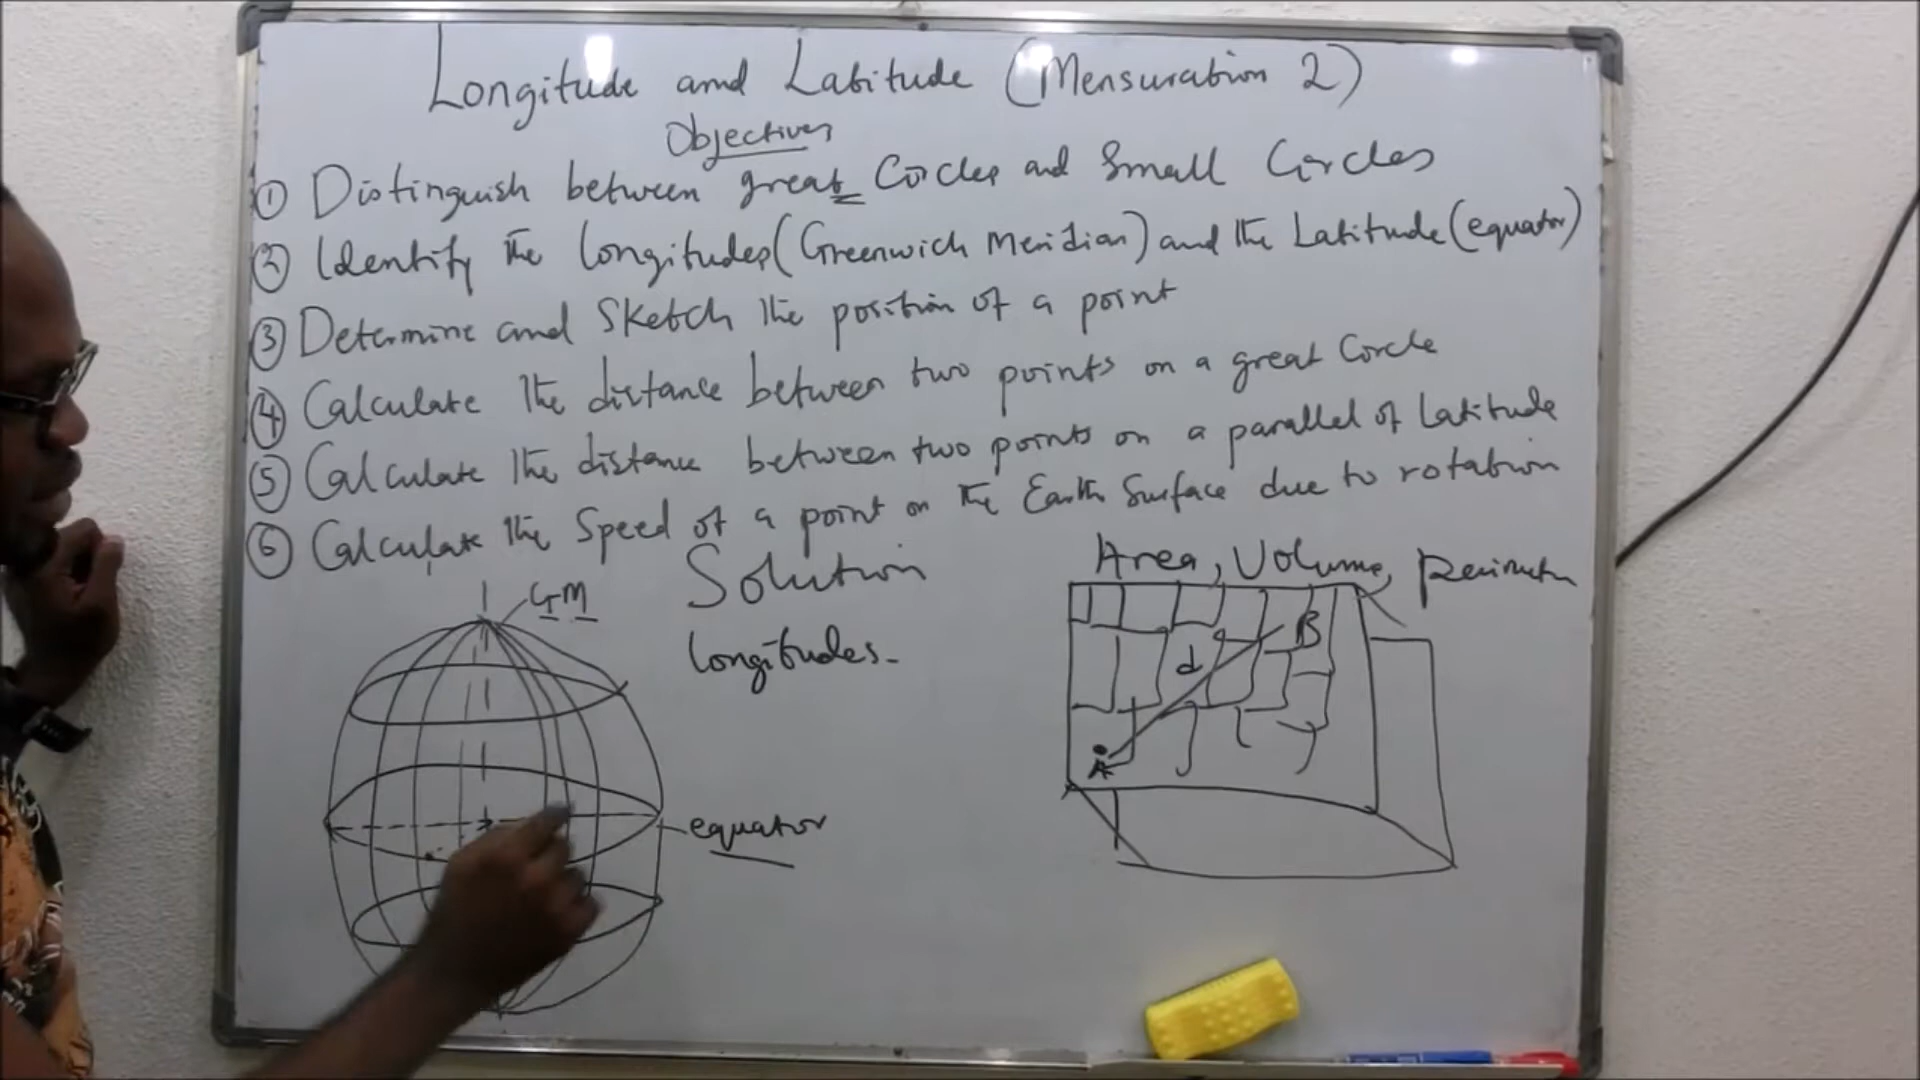 Longitude and Latitude (Mensuration 2)
Objectives
① Distinguish between great Circles and Small Circles
② Identify the longitudes (Greenwich Meridian) and the Latitude (equator)
③ Determine and Sketch the position of a point
④ Calculate the distance between two points on a great Circle
⑤ Calculate the distance between two points on a parallel of Latitude
⑥ Calculate the Speed of a point on the Earth Surface due to rotation
Solution
Area, Volume,
GM
longitudes-
B
d
A
equator